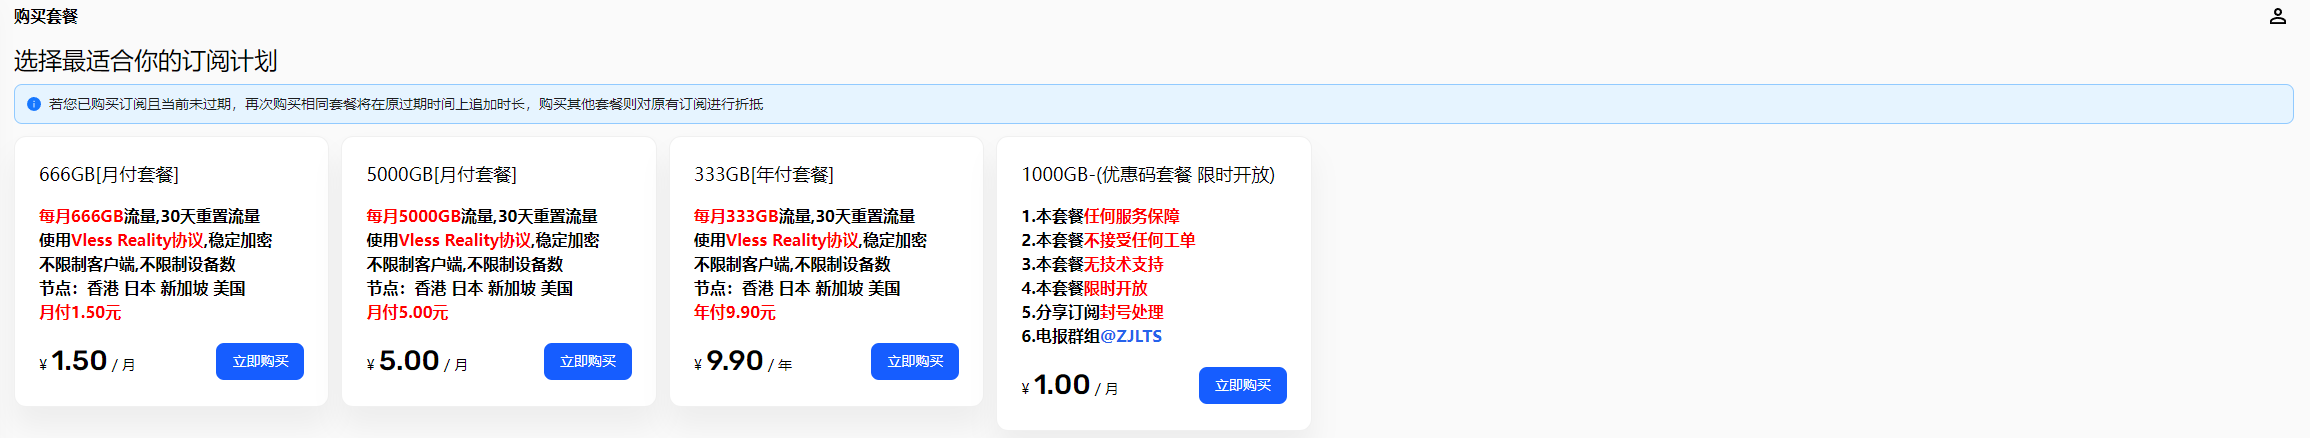 购买套餐
选择最适合你的订阅计划
若您已购买订阅且当前未过期，再次购买相同套餐将在原过期时间上追加时长，购买其他套餐则对原有订阅进行折抵
666GB[月付套餐]
每月666GB流量,30天重置流量
使用Vless Reality协议,稳定加密
不限制客户端,不限制设备数
节点：香港 日本 新加坡 美国
月付1.50元
¥ 1.50 / 月
立即购买
5000GB[月付套餐]
每月5000GB流量,30天重置流量
使用Vless Reality协议,稳定加密
不限制客户端,不限制设备数
节点：香港 日本 新加坡 美国
月付5.00元
¥ 5.00 / 月
立即购买
333GB[年付套餐]
每月333GB流量,30天重置流量
使用Vless Reality协议,稳定加密
不限制客户端,不限制设备数
节点：香港 日本 新加坡 美国
年付9.90元
¥ 9.90 / 年
立即购买
1000GB-(优惠码套餐 限时开放)
1.本套餐任何服务保障
2.本套餐不接受任何工单
3.本套餐无技术支持
4.本套餐限时开放
5.分享订阅封号处理
6.电报群组@ZJLTS
¥ 1.00 / 月
立即购买